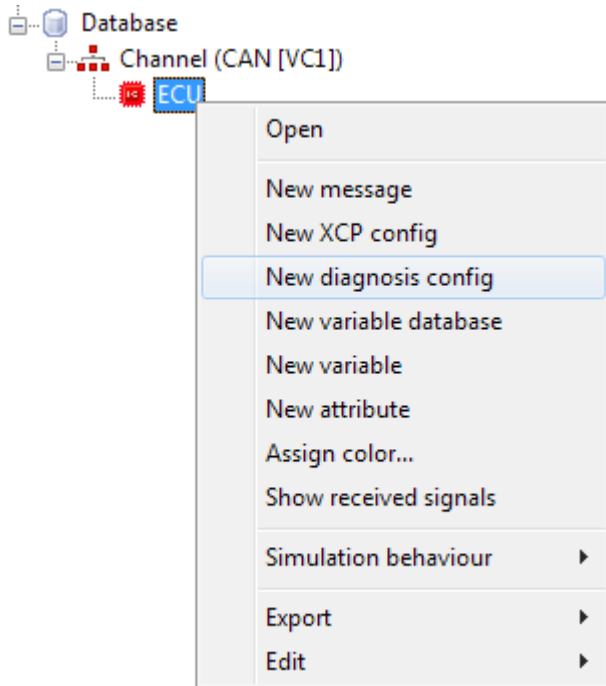 Database
Channel (CAN [VC1])
ECU
Open
New message
New XCP config
New diagnosis config
New variable database
New variable
New attribute
Assign color...
Show received signals
Simulation behaviour
Export
Edit